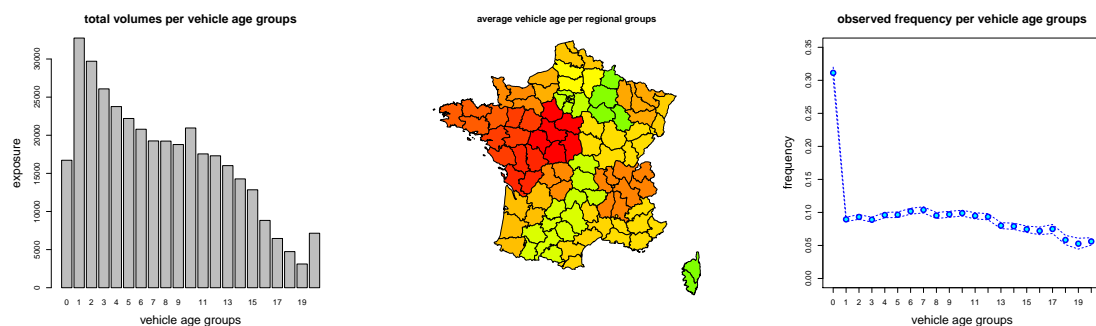 total volumes per vehicle age groups
exposure
0 5000 10000 15000 20000 25000 30000
0 1 2 3 4 5 6 7 8 9 11 13 15 17 19
vehicle age groups
average vehicle age per regional groups
observed frequency per vehicle age groups
frequency
0.00 0.05 0.10 0.15 0.20 0.25 0.30 0.35
0 1 2 3 4 5 6 7 8 9 11 13 15 17 19
vehicle age groups